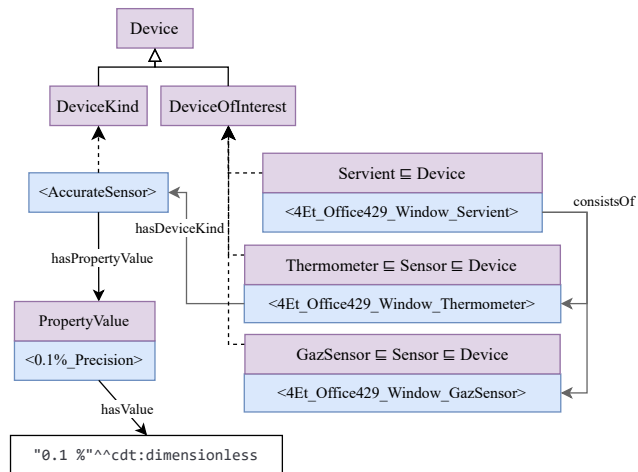 Device
DeviceKind
DeviceOfInterest
Servient ⊑ Device
<AccurateSensor>
<4Et_Office429_Window_Servient>
consistsOf
hasDeviceKind
hasPropertyValue
Thermometer ⊑ Sensor ⊑ Device
<4Et_Office429_Window_Thermometer>
PropertyValue
GazSensor ⊑ Sensor ⊑ Device
<0.1%_Precision>
<4Et_Office429_Window_GazSensor>
hasValue
"0.1 %"^^cdt:dimensionless